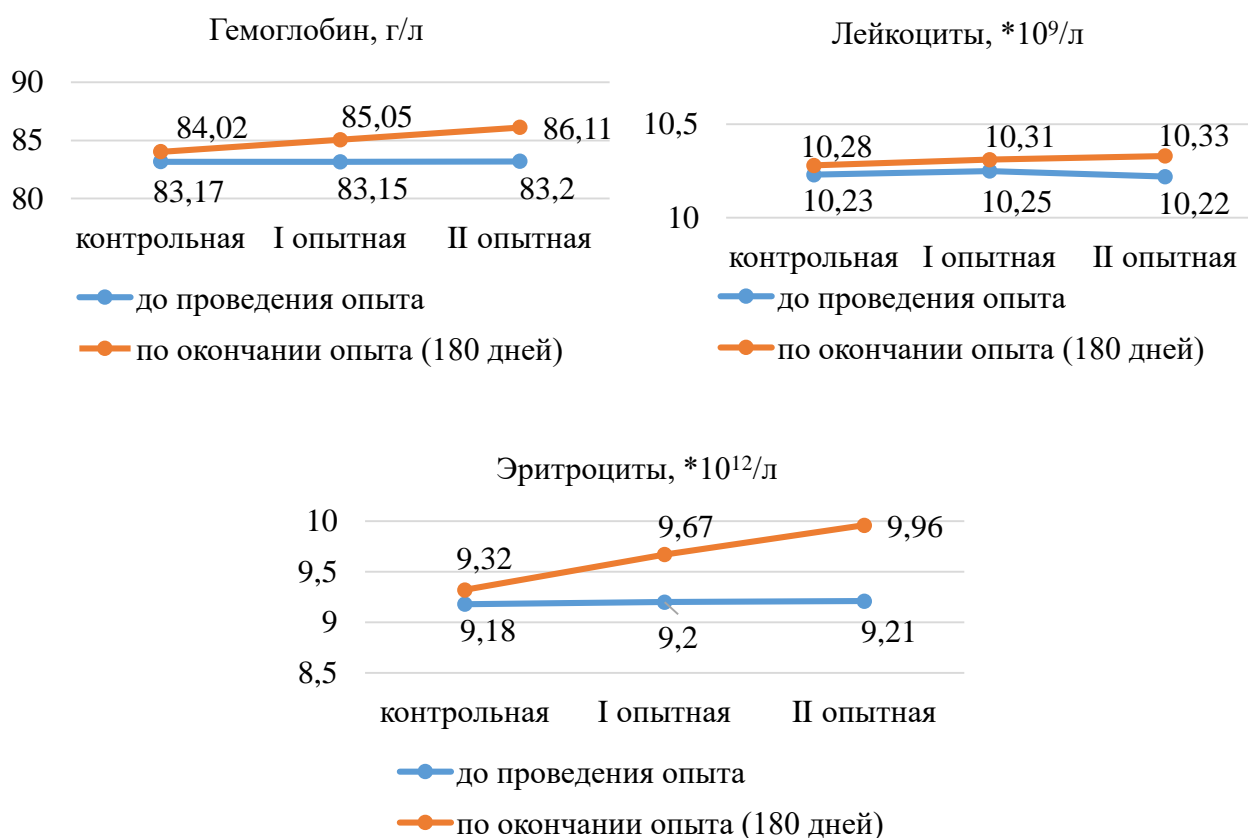 Гемоглобин, г/л
90
85
80
84,02 85,05 86,11
83,17 83,15 83,2
контрольная I опытная II опытная
до проведения опыта
по окончании опыта (180 дней)
Лейкоциты, *10⁹/л
10,5
10
10,28 10,31 10,33
10,23 10,25 10,22
контрольная I опытная II опытная
до проведения опыта
по окончании опыта (180 дней)
Эритроциты, *10¹²/л
10
9,5
9
8,5
9,32 9,67 9,96
9,18 9,2 9,21
контрольная I опытная II опытная
до проведения опыта
по окончании опыта (180 дней)